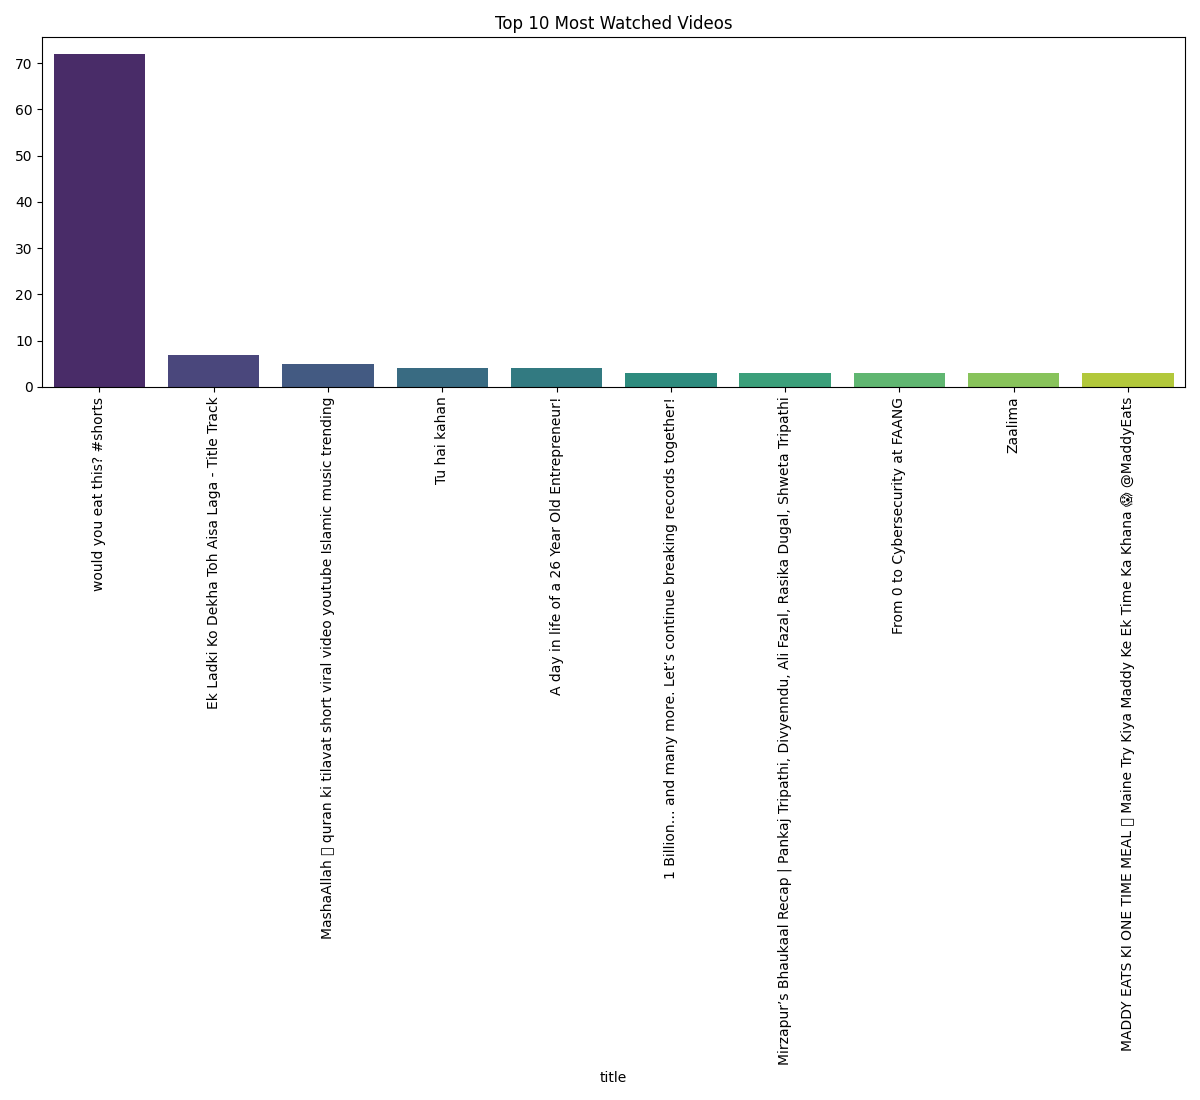 Top 10 Most Watched Videos
70
60
50
40
30
20
10
0
would you eat this? #shorts
Ek Ladki Ko Dekha Toh Aisa Laga - Title Track
MashaAllah ▯ quran ki tilavat short viral video youtube Islamic music trending
Tu hai kahan
A day in life of a 26 Year Old Entrepreneur!
1 Billion... and many more. Let’s continue breaking records together!
Mirzapur’s Bhaukaal Recap | Pankaj Tripathi, Divyenndu, Ali Fazal, Rasika Dugal, Shweta Tripathi
From 0 to Cybersecurity at FAANG
Zaalima
MADDY EATS KI ONE TIME MEAL ▯ Maine Try Kiya Maddy Ke Ek Time Ka Khana 😱 @MaddyEats
title